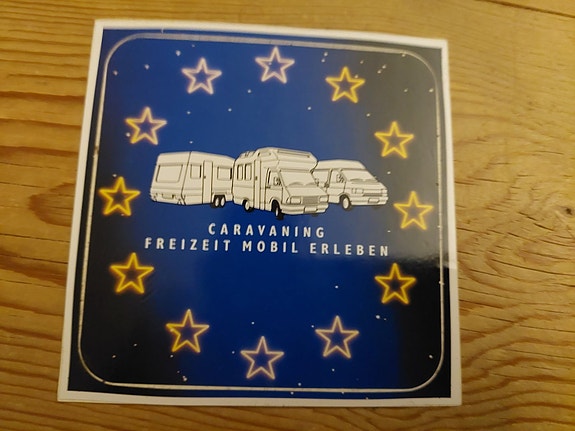 CARAVANING
FREIZEIT MOBIL ERLEBEN